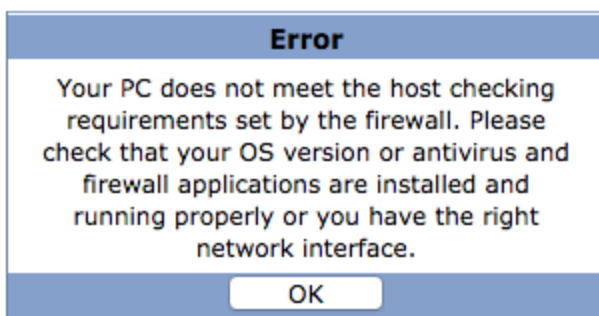 Error
Your PC does not meet the host checking
requirements set by the firewall. Please
check that your OS version or antivirus and
firewall applications are installed and
running properly or you have the right
network interface.
OK